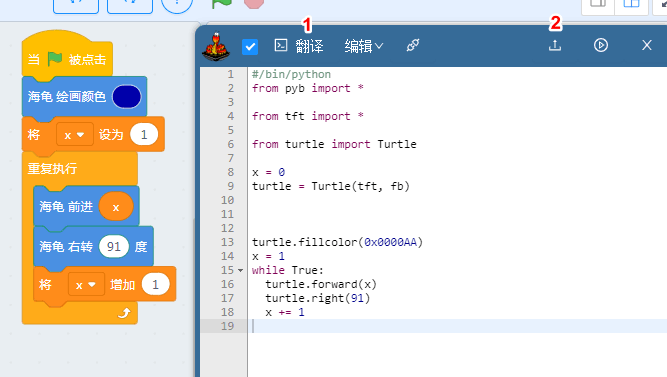 1
2
翻译
编辑
当 被点击
海龟 绘画颜色
将 x 设为 1
重复执行
海龟 前进 x
海龟 右转 91 度
将 x 增加 1
1 #/bin/python
2 from pyb import *
3
4 from tft import *
5
6 from turtle import Turtle
7
8 x = 0
9 turtle = Turtle(tft, fb)
10
11
12
13 turtle.fillcolor(0x0000AA)
14 x = 1
15 while True:
16 turtle.forward(x)
17 turtle.right(91)
18 x += 1
19